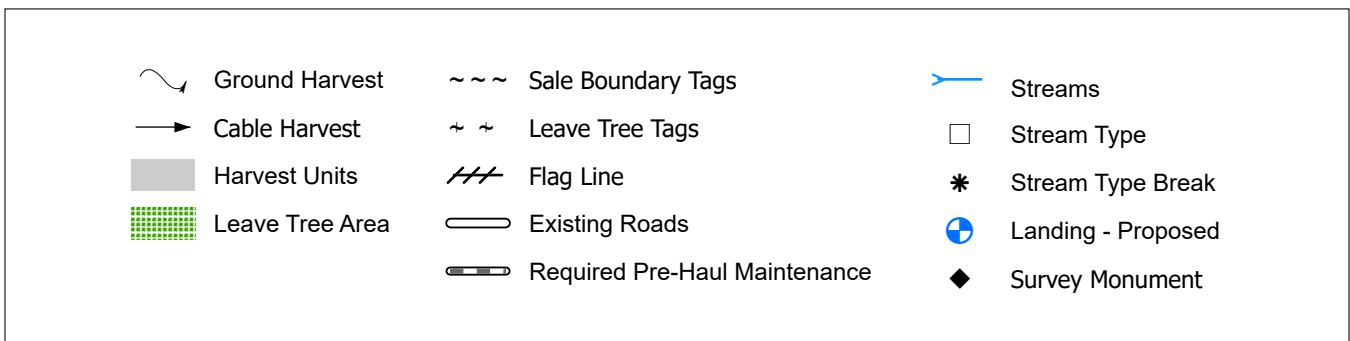 Ground Harvest
Cable Harvest
Harvest Units
Leave Tree Area
Sale Boundary Tags
Leave Tree Tags
Flag Line
Existing Roads
Required Pre-Haul Maintenance
Streams
Stream Type
Stream Type Break
Landing - Proposed
Survey Monument